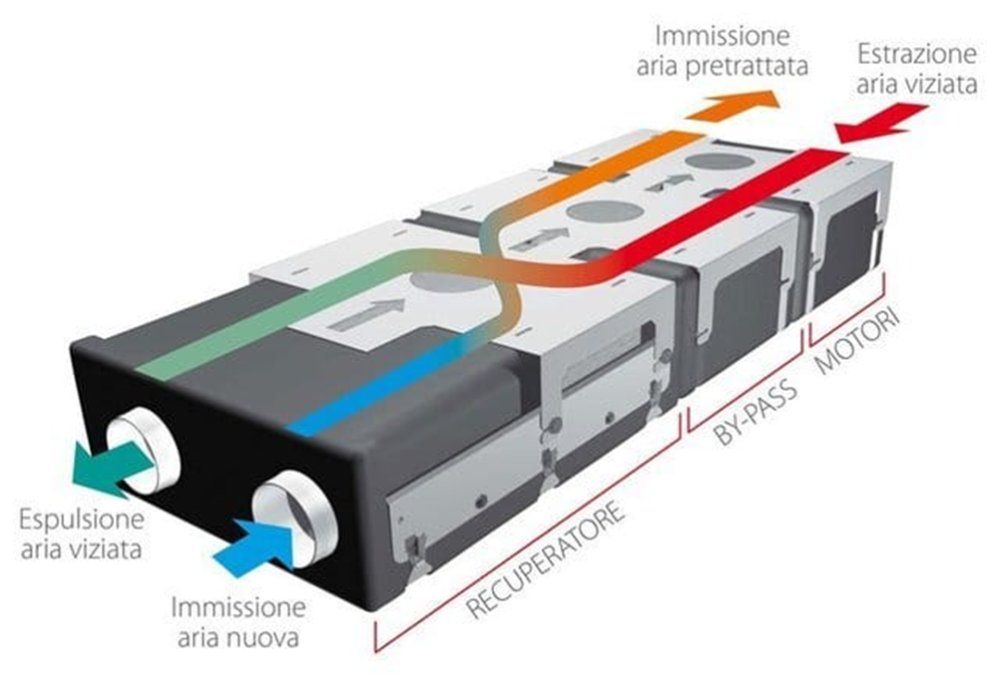 Immissione
aria pretrattata
Estrazione
aria viziata
Espulsione
aria viziata
Immissione
aria nuova
RECUPERATORE
BY-PASS
MOTORI